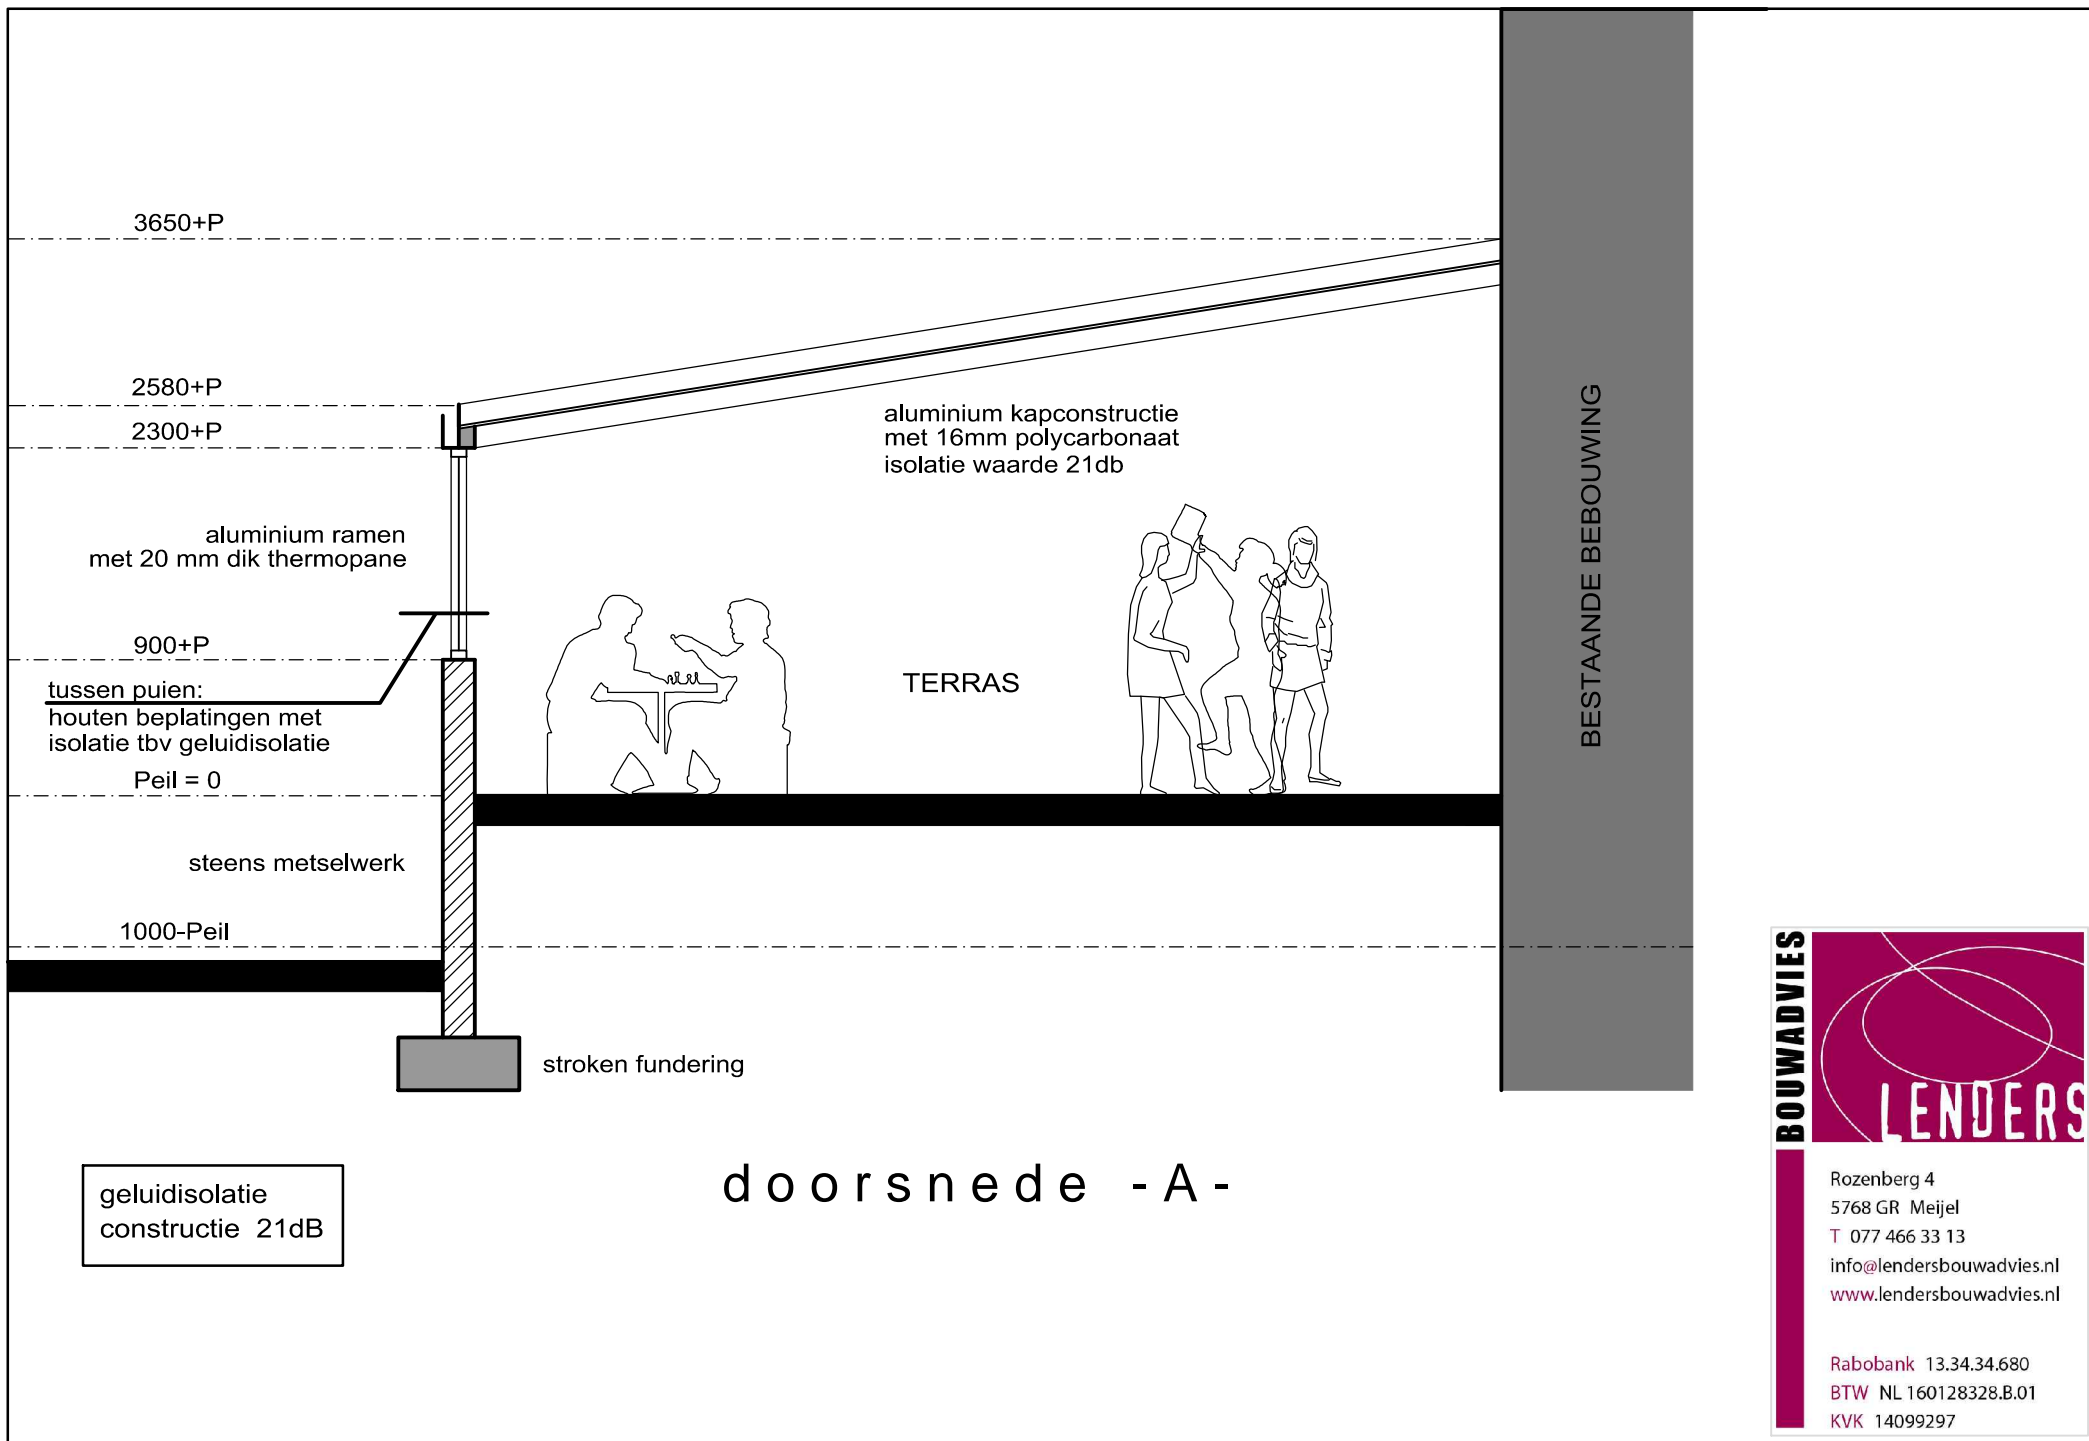 3650+P
2580+P
2300+P
aluminium kapconstructie
met 16mm polycarbonaat
isolatie waarde 21db
aluminium ramen
met 20 mm dik thermopane
900+P
tussen puien:
houten beplatingen met
isolatie tbv geluidisolatie
Peil = 0
TERRAS
BESTAANDE BEBOUWING
steens metselwerk
1000-Peil
stroken fundering
geluidisolatie
constructie 21dB
doorsnede -A-
BOUWADVIES
LENDERS
Rozenberg 4
5768 GR Meijel
T 077 466 33 13
info@lendersbouwadvies.nl
www.lendersbouwadvies.nl
Rabobank 13.34.34.680
BTW NL 160128328.B.01
KVK 14099297